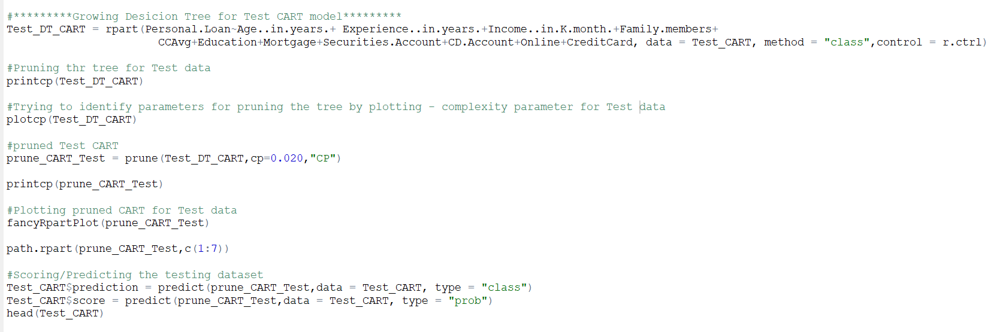 #*********Growing Desicion Tree for Test CART model*********
Test_DT_CART = rpart(Personal.Loan~Age..in.years.+ Experience..in.years.+Income..in.K.month.+Family.members+
CCAvg+Education+Mortgage+Securities.Account+CD.Account+Online+CreditCard, data = Test_CART, method = "class",control = r.ctrl)
#Pruning thr tree for Test data
printcp(Test_DT_CART)
#Trying to identify parameters for pruning the tree by plotting - complexity parameter for Test data
plotcp(Test_DT_CART)
#pruned Test CART
prune_CART_Test = prune(Test_DT_CART,cp=0.020,"CP")
printcp(prune_CART_Test)
#Plotting pruned CART for Test data
fancyRpartPlot(prune_CART_Test)
path.rpart(prune_CART_Test,c(1:7))
#Scoring/Predicting the testing dataset
Test_CART$prediction = predict(prune_CART_Test,data = Test_CART, type = "class")
Test_CART$score = predict(prune_CART_Test,data = Test_CART, type = "prob")
head(Test_CART)